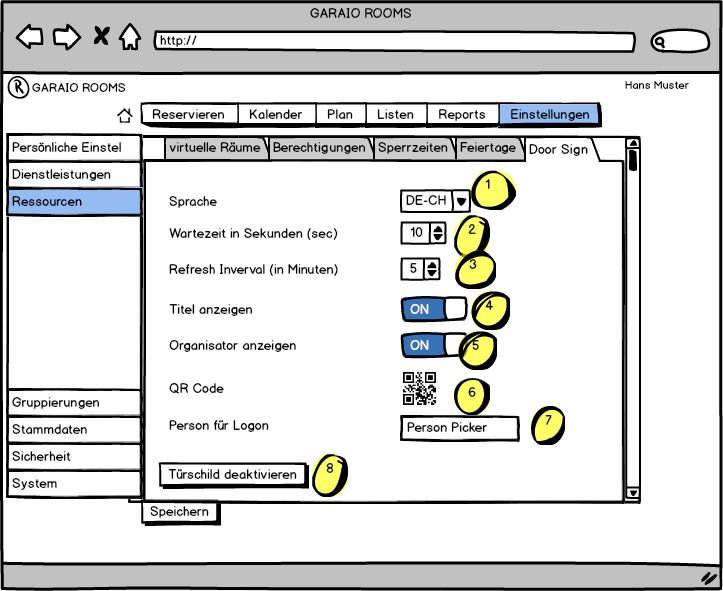 GARAIO ROOMS
http://
R GARAIO ROOMS
Hans Muster
Reservieren Kalender Plan Listen Reports Einstellungen
Persönliche Einstel
Dienstleistungen
Ressourcen
Gruppierungen
Stammdaten
Sicherheit
System
virtuelle Räume Berechtigungen Sperrzeiten Feiertage Door Sign
Sprache DE-CH 1
Wartezeit in Sekunden (sec) 10 2
Refresh Inverval (in Minuten) 5 3
Titel anzeigen ON 4
Organisator anzeigen ON 5
QR Code 6
Person für Logon Person Picker 7
Türschild deaktivieren 8
Speichern